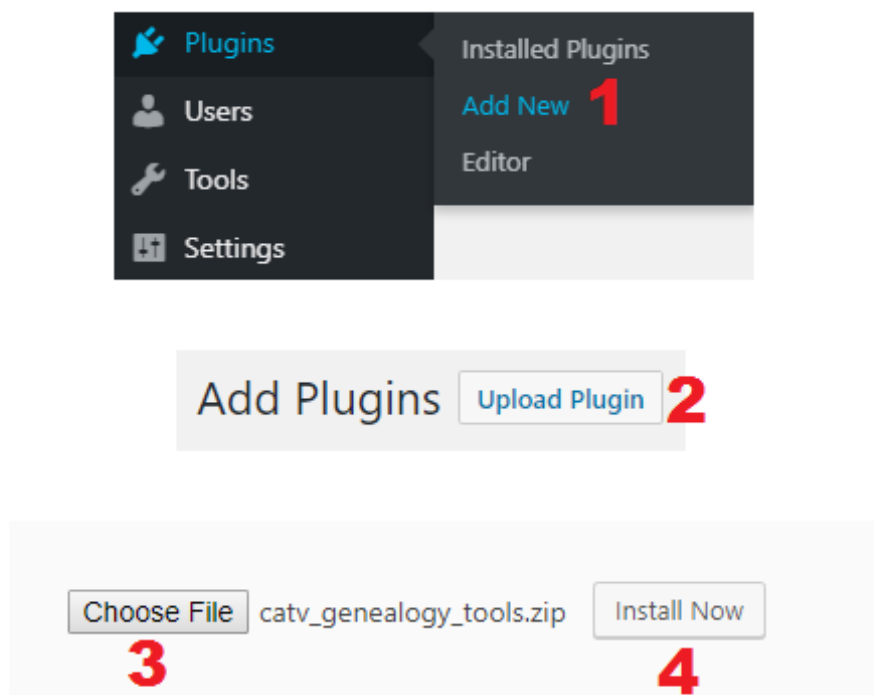 Plugins
Installed Plugins
Users
Add New 1
Tools
Editor
Settings
Add Plugins Upload Plugin 2
Choose File catv_genealogy_tools.zip Install Now
3 4